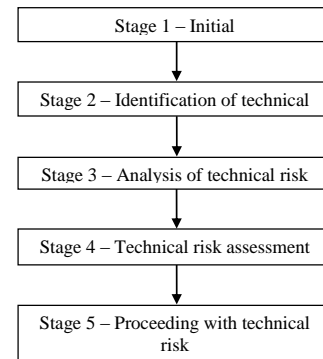 Stage 1 – Initial
Stage 2 – Identification of technical
Stage 3 – Analysis of technical risk
Stage 4 – Technical risk assessment
Stage 5 – Proceeding with technical
risk